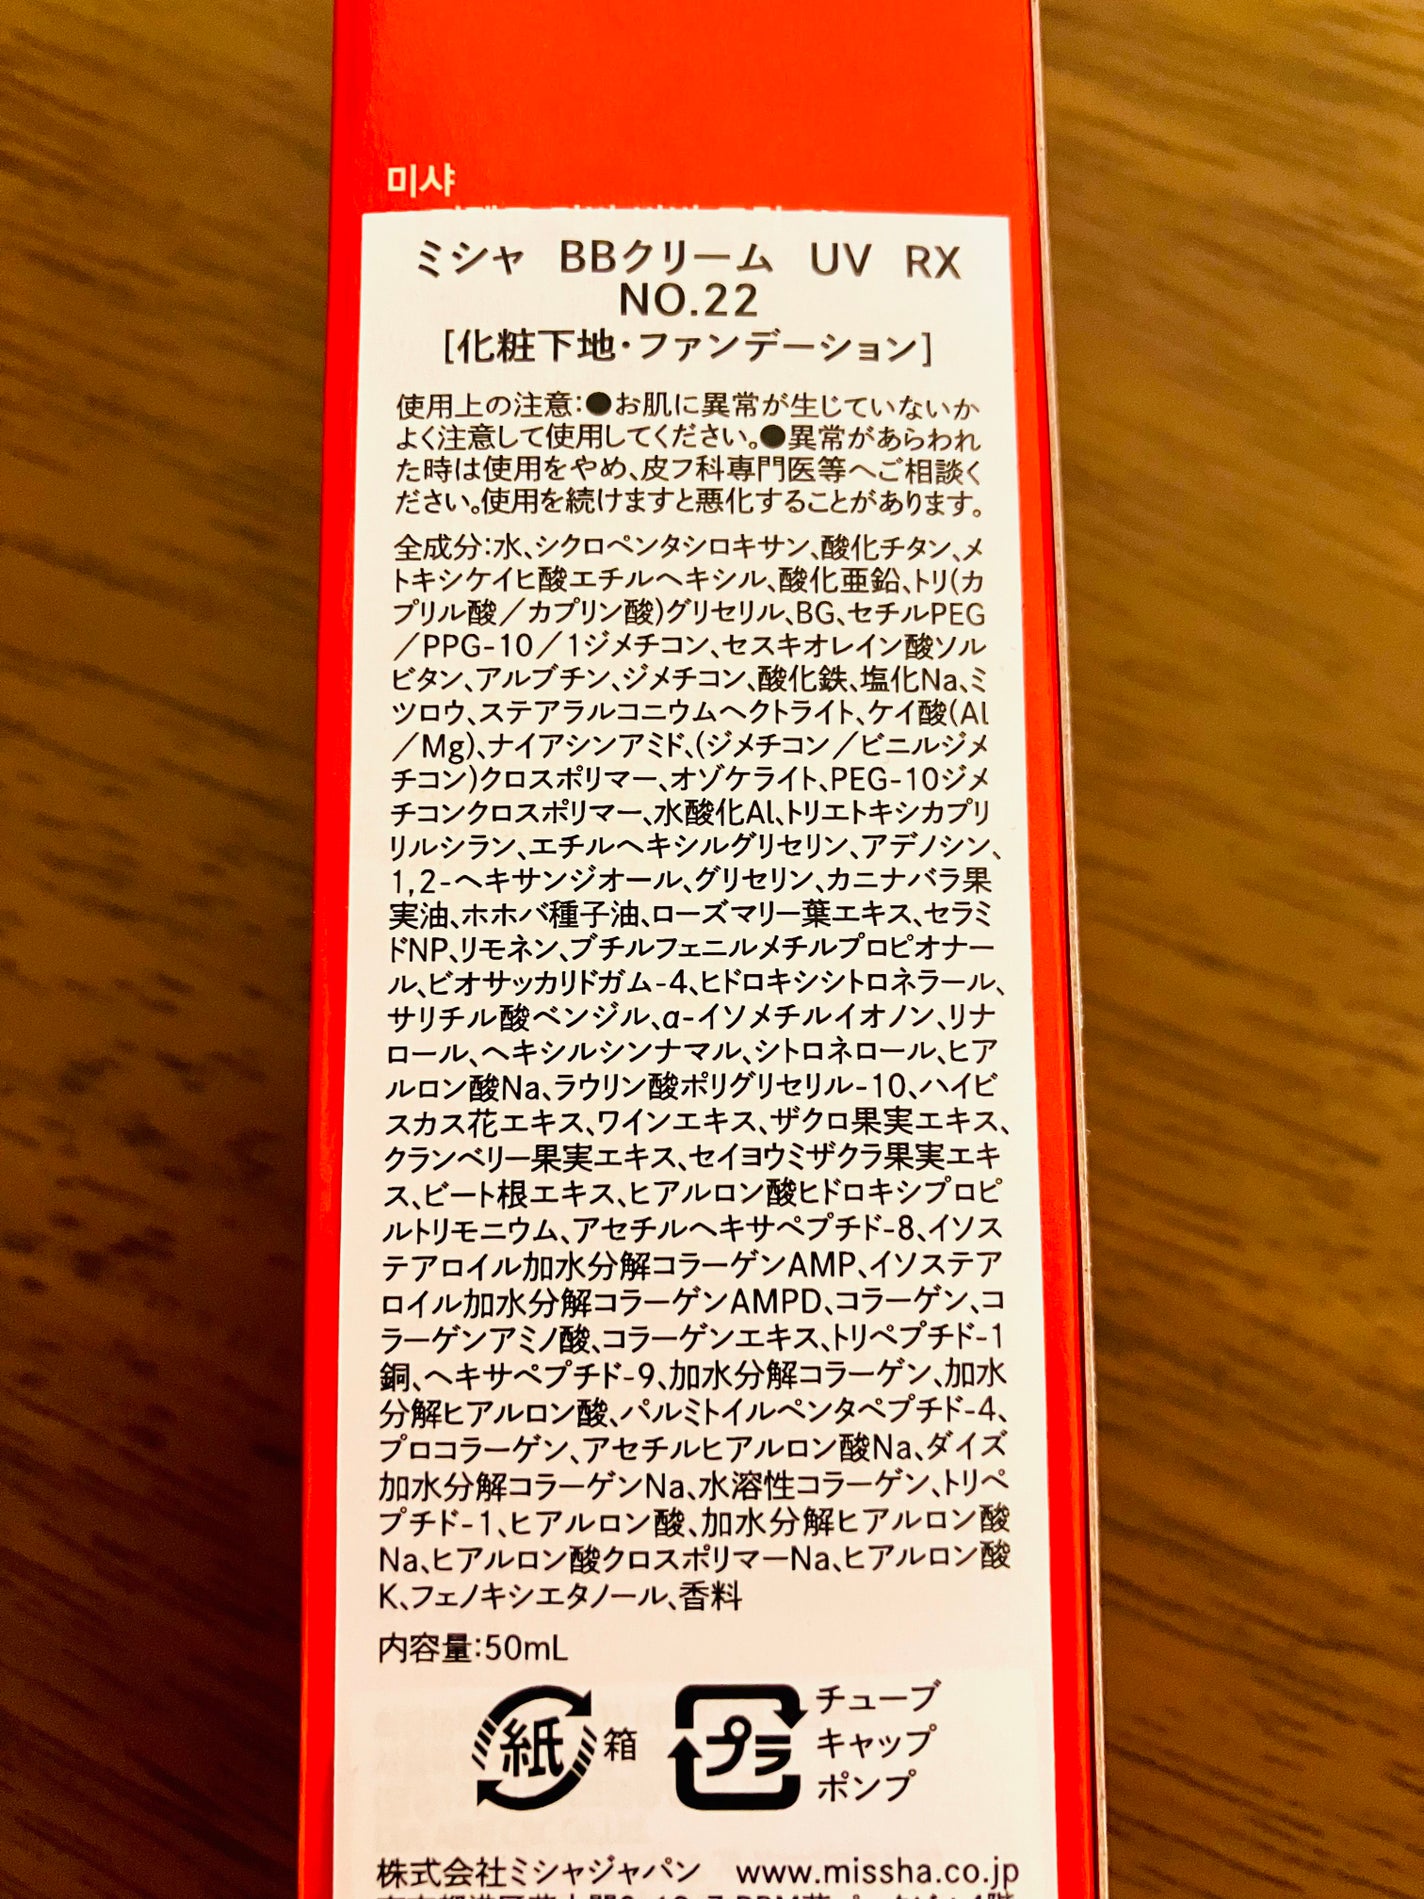 미샤
ミシャ BBクリーム UV RX
NO.22
[化粧下地・ファンデーション]
使用上の注意:●お肌に異常が生じていないか
よく注意して使用してください。●異常があらわれ
た時は使用をやめ、皮フ科専門医等へご相談く
ださい。使用を続けますと悪化することがあります。
全成分:水、シクロペンタシロキサン、酸化チタン、メ
トキシケイヒ酸エチルヘキシル、酸化亜鉛、トリ(カ
プリル酸/カプリン酸)グリセリル、BG、セチルPEG
/PPG-10/1ジメチコン、セスキオレイン酸ソル
ビタン、アルブチン、ジメチコン、酸化鉄、塩化Na、ミ
ツロウ、ステアラルコニウムヘクトライト、ケイ酸(Al
/Mg)、ナイアシンアミド、(ジメチコン/ビニルジメ
チコン)クロスポリマー、オゾケライト、PEG-10ジメ
チコンクロスポリマー、水酸化Al、トリエトキシカプリ
リルシラン、エチルヘキシルグリセリン、アデノシン、
1,2-ヘキサンジオール、グリセリン、カニナバラ果
実油、ホホバ種子油、ローズマリー葉エキス、セラミ
ドNP、リモネン、ブチルフェニルメチルプロピオナー
ル、ビオサッカリドガム-4、ヒドロキシシトロネラール、
サリチル酸ベンジル、α-イソメチルイオノン、リナ
ロール、ヘキシルシンナマル、シトロネロール、ヒア
ルロン酸Na、ラウリン酸ポリグリセリル-10、ハイビ
スカス花エキス、ワインエキス、ザクロ果実エキス、
クランベリー果実エキス、セイヨウミザクラ果実エキ
ス、ビート根エキス、ヒアルロン酸ヒドロキシプロピ
ルトリモニウム、アセチルヘキサペプチド-8、イソス
テアロイル加水分解コラーゲンAMP、イソステア
ロイル加水分解コラーゲンAMPD、コラーゲン、コ
ラーゲンアミノ酸、コラーゲンエキス、トリペプチド-1
銅、ヘキサペプチド-9、加水分解コラーゲン、加水
分解ヒアルロン酸、パルミトイルペンタペプチド-4、
プロコラーゲン、アセチルヒアルロン酸Na、ダイズ
加水分解コラーゲンNa、水溶性コラーゲン、トリペ
プチド-1、ヒアルロン酸、加水分解ヒアルロン酸
Na、ヒアルロン酸クロスポリマーNa、ヒアルロン酸
K、フェノキシエタノール、香料
内容量:50mL
紙 箱
プラ チューブ
キャップ
ポンプ
株式会社ミシャジャパン www.missha.co.jp